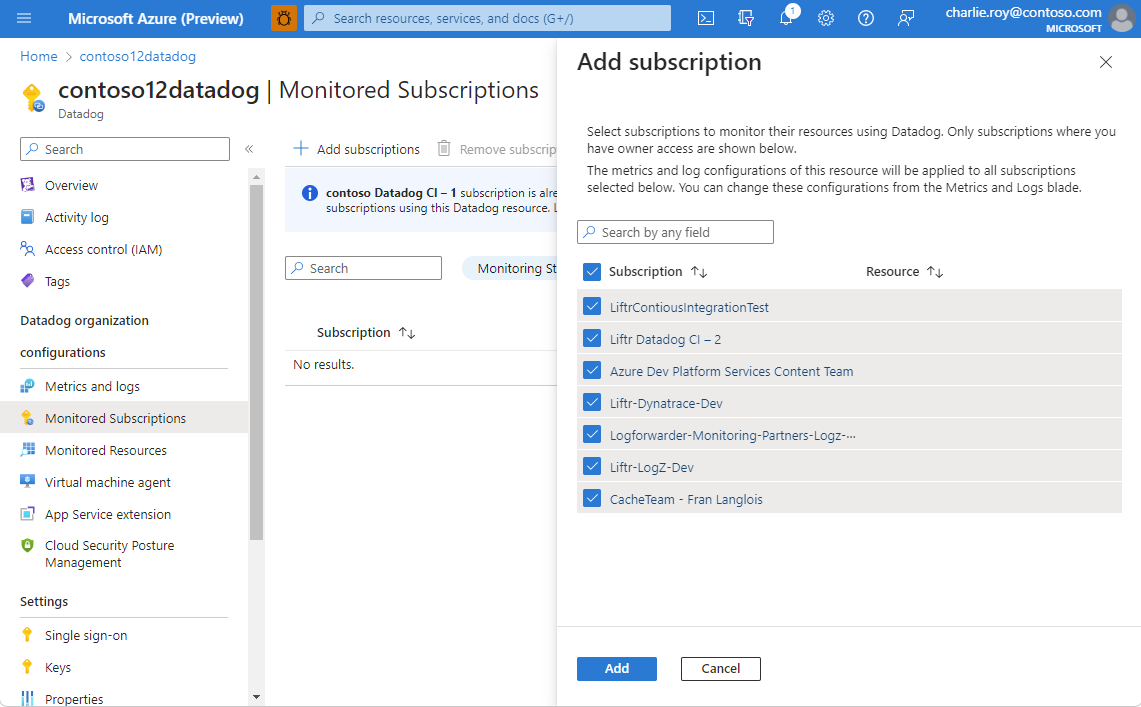 Microsoft Azure (Preview)
Search resources, services, and docs (G+/)
1
charlie.roy@contoso.com
MICROSOFT
Home > contoso12datadog
contoso12datadog | Monitored Subscriptions
Datadog
Search
«
Overview
Activity log
Access control (IAM)
Tags
Datadog organization
configurations
Metrics and logs
Monitored Subscriptions
Monitored Resources
Virtual machine agent
App Service extension
Cloud Security Posture
Management
Settings
Single sign-on
Keys
Properties
Add subscriptions
Remove subscrip
contoso Datadog CI – 1 subscription is alre
subscriptions using this Datadog resource. L
Search
Monitoring St
Subscription
No results.
Add subscription
Select subscriptions to monitor their resources using Datadog. Only subscriptions where you
have owner access are shown below.
The metrics and log configurations of this resource will be applied to all subscriptions
selected below. You can change these configurations from the Metrics and Logs blade.
Search by any field
Subscription Resource
LiftrContiousIntegrationTest
Liftr Datadog CI – 2
Azure Dev Platform Services Content Team
Liftr-Dynatrace-Dev
Logforwarder-Monitoring-Partners-Logz-···
Liftr-LogZ-Dev
CacheTeam - Fran Langlois
Add Cancel